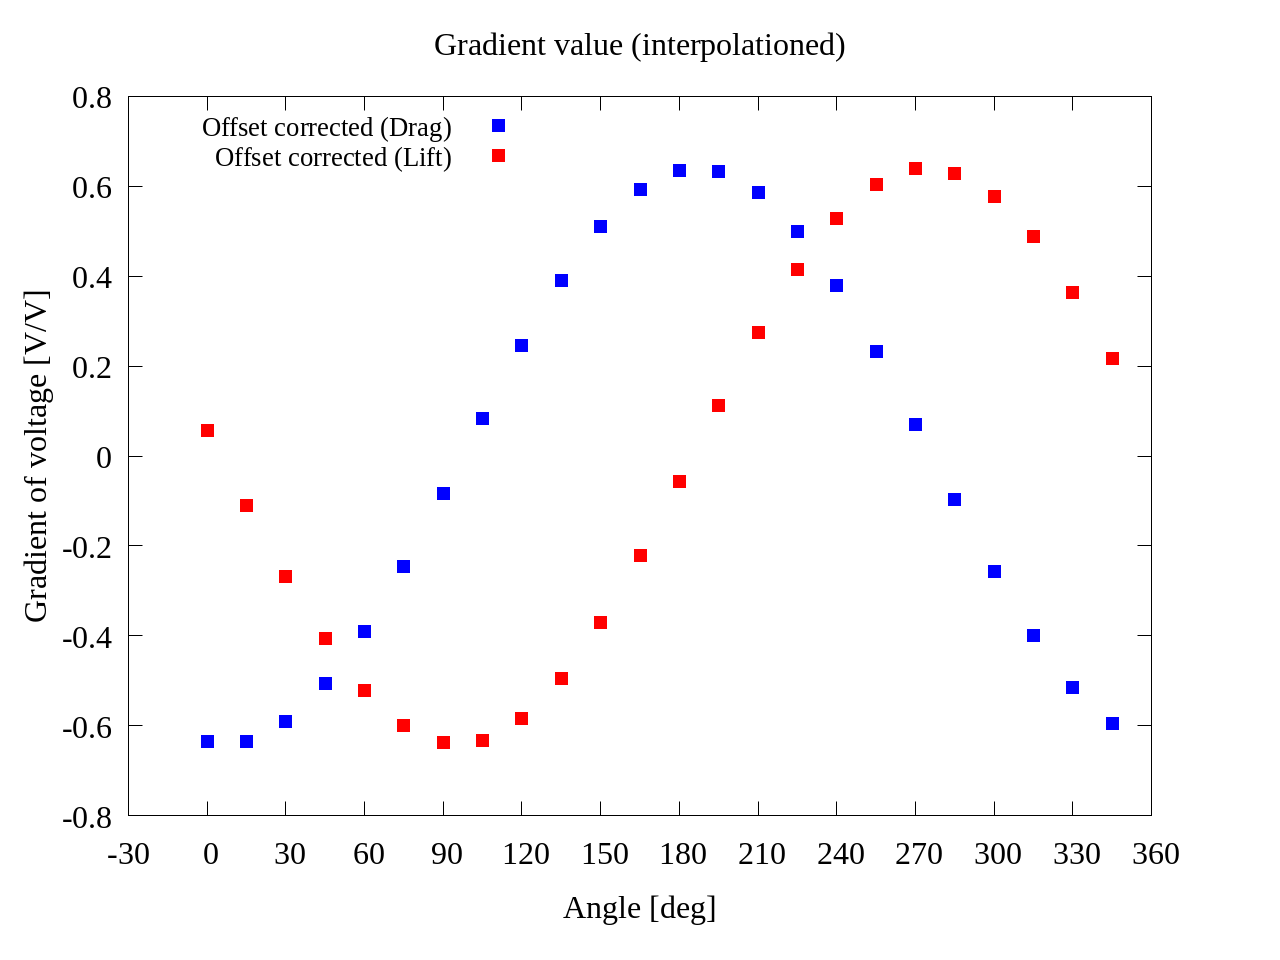 Gradient value (interpolationed)
Offset corrected (Drag)
Offset corrected (Lift)
Gradient of voltage [V/V]
0.8
0.6
0.4
0.2
0
-0.2
-0.4
-0.6
-0.8
-30 0 30 60 90 120 150 180 210 240 270 300 330 360
Angle [deg]